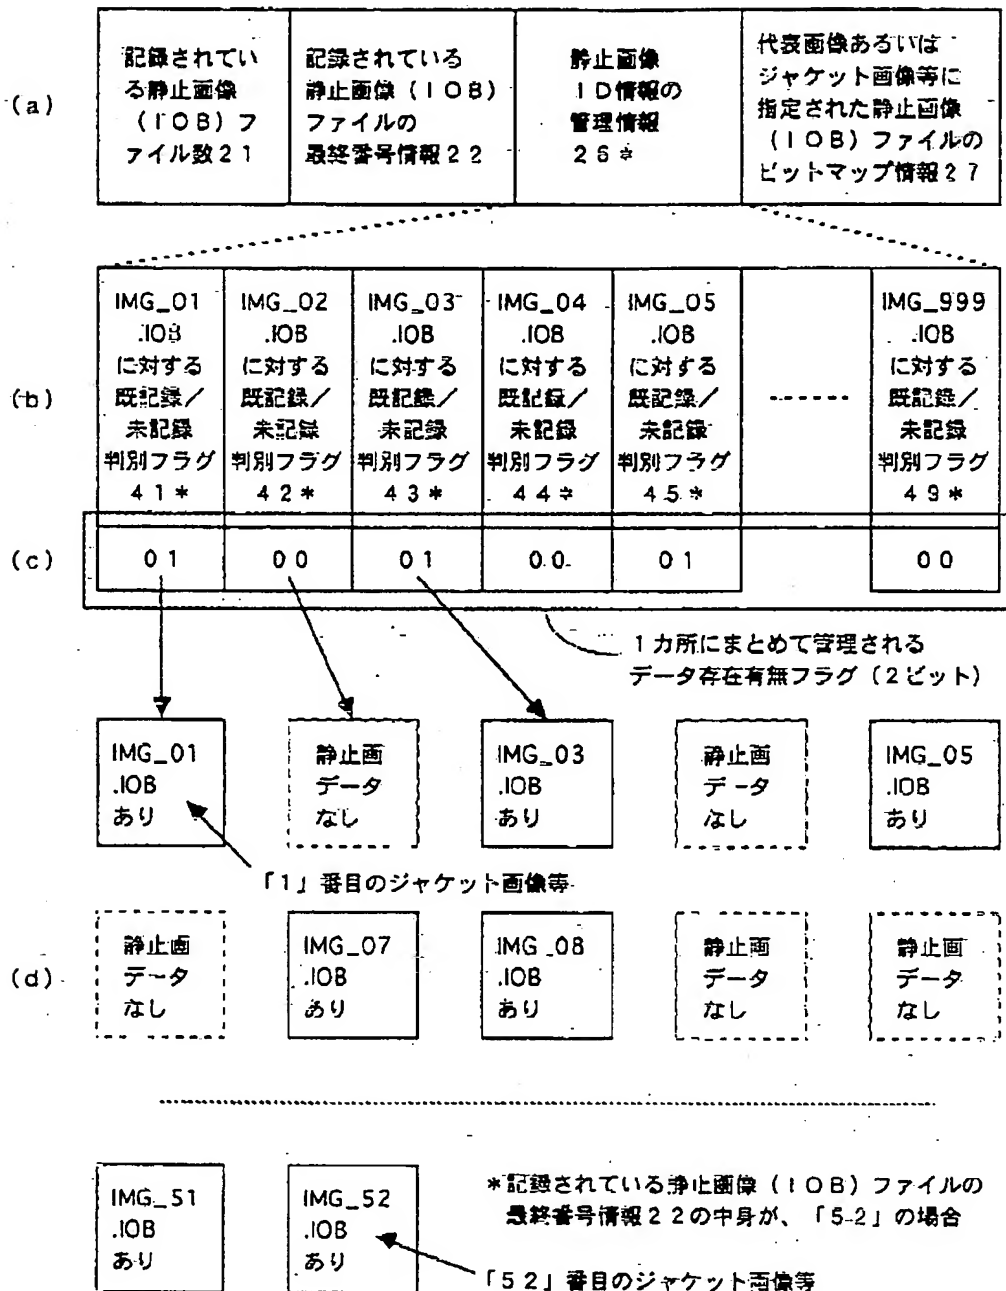 (a)
記録されてい
る静止画像
(IOB)フ
ァイル数21
記録されている
静止画像(IOB)
ファイルの
最終番号情報22
静止画像
ID情報の
管理情報
26*
代表画像あるいは
ジャケット画像等に
指定された静止画像
(IOB)ファイルの
ビットマップ情報27
(b)
IMG_01
.IOB
に対する
既記録/
未記録
判別フラグ
41*
IMG_02
.IOB
に対する
既記録/
未記録
判別フラグ
42*
IMG_03
.IOB
に対する
既記録/
未記録
判別フラグ
43*
IMG_04
.IOB
に対する
既記録/
未記録
判別フラグ
44*
IMG_05
.IOB
に対する
既記録/
未記録
判別フラグ
45*
IMG_999
.IOB
に対する
既記録/
未記録
判別フラグ
49*
(c)
01
00
01
00
01
00
1カ所にまとめて管理される
データ存在有無フラグ(2ビット)
IMG_01
.IOB
あり
静止画
データ
なし
IMG_03
.IOB
あり
静止画
データ
なし
IMG_05
.IOB
あり
「1」番目のジャケット画像等
(d)
静止画
データ
なし
IMG_07
.IOB
あり
IMG_08
.IOB
あり
静止画
データ
なし
静止画
データ
なし
IMG_51
.IOB
あり
IMG_52
.IOB
あり
*記録されている静止画像(IOB)ファイルの
最終番号情報22の中身が、「52」の場合
「52」番目のジャケット画像等